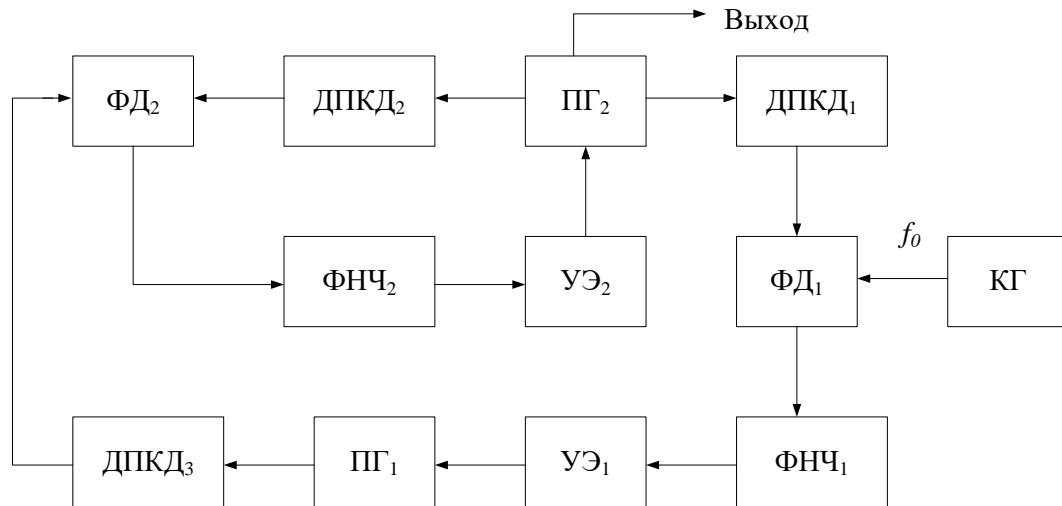 Выход
ФД2
ДПКД2
ПГ2
ДПКД1
f0
ФНЧ2
УЭ2
ФД1
КГ
ДПКД3
ПГ1
УЭ1
ФНЧ1